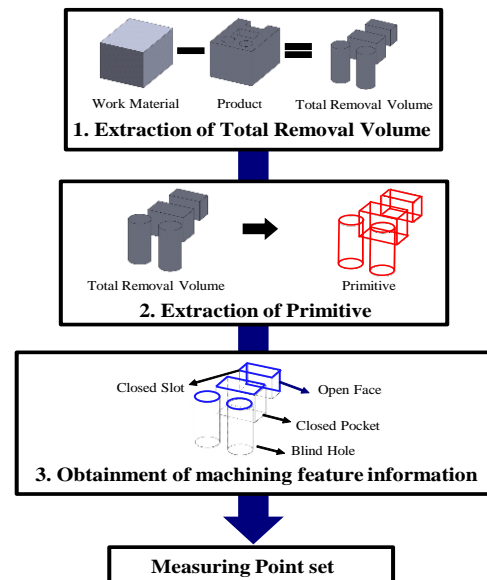 Work Material Product Total Removal Volume
1. Extraction of Total Removal Volume
Total Removal Volume Primitive
2. Extraction of Primitive
Closed Slot
Open Face
Closed Pocket
Blind Hole
3. Obtainment of machining feature information
Measuring Point set